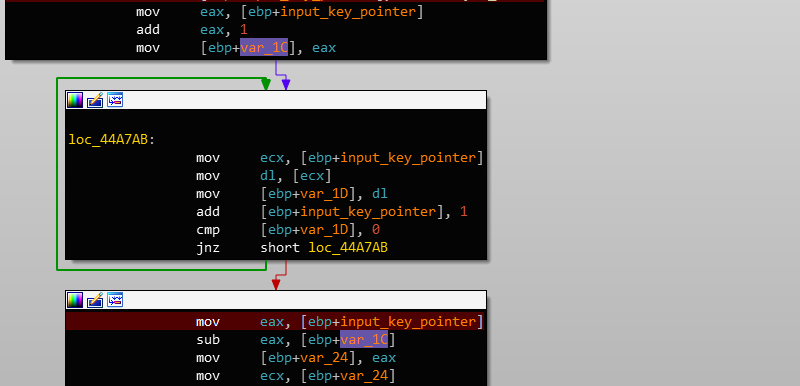 mov eax, [ebp+input_key_pointer]
add eax, 1
mov [ebp+var_1C], eax
loc_44A7AB:
mov ecx, [ebp+input_key_pointer]
mov dl, [ecx]
mov [ebp+var_1D], dl
add [ebp+input_key_pointer], 1
cmp [ebp+var_1D], 0
jnz short loc_44A7AB
mov eax, [ebp+input_key_pointer]
sub eax, [ebp+var_1C]
mov [ebp+var_24], eax
mov ecx, [ebp+var_24]